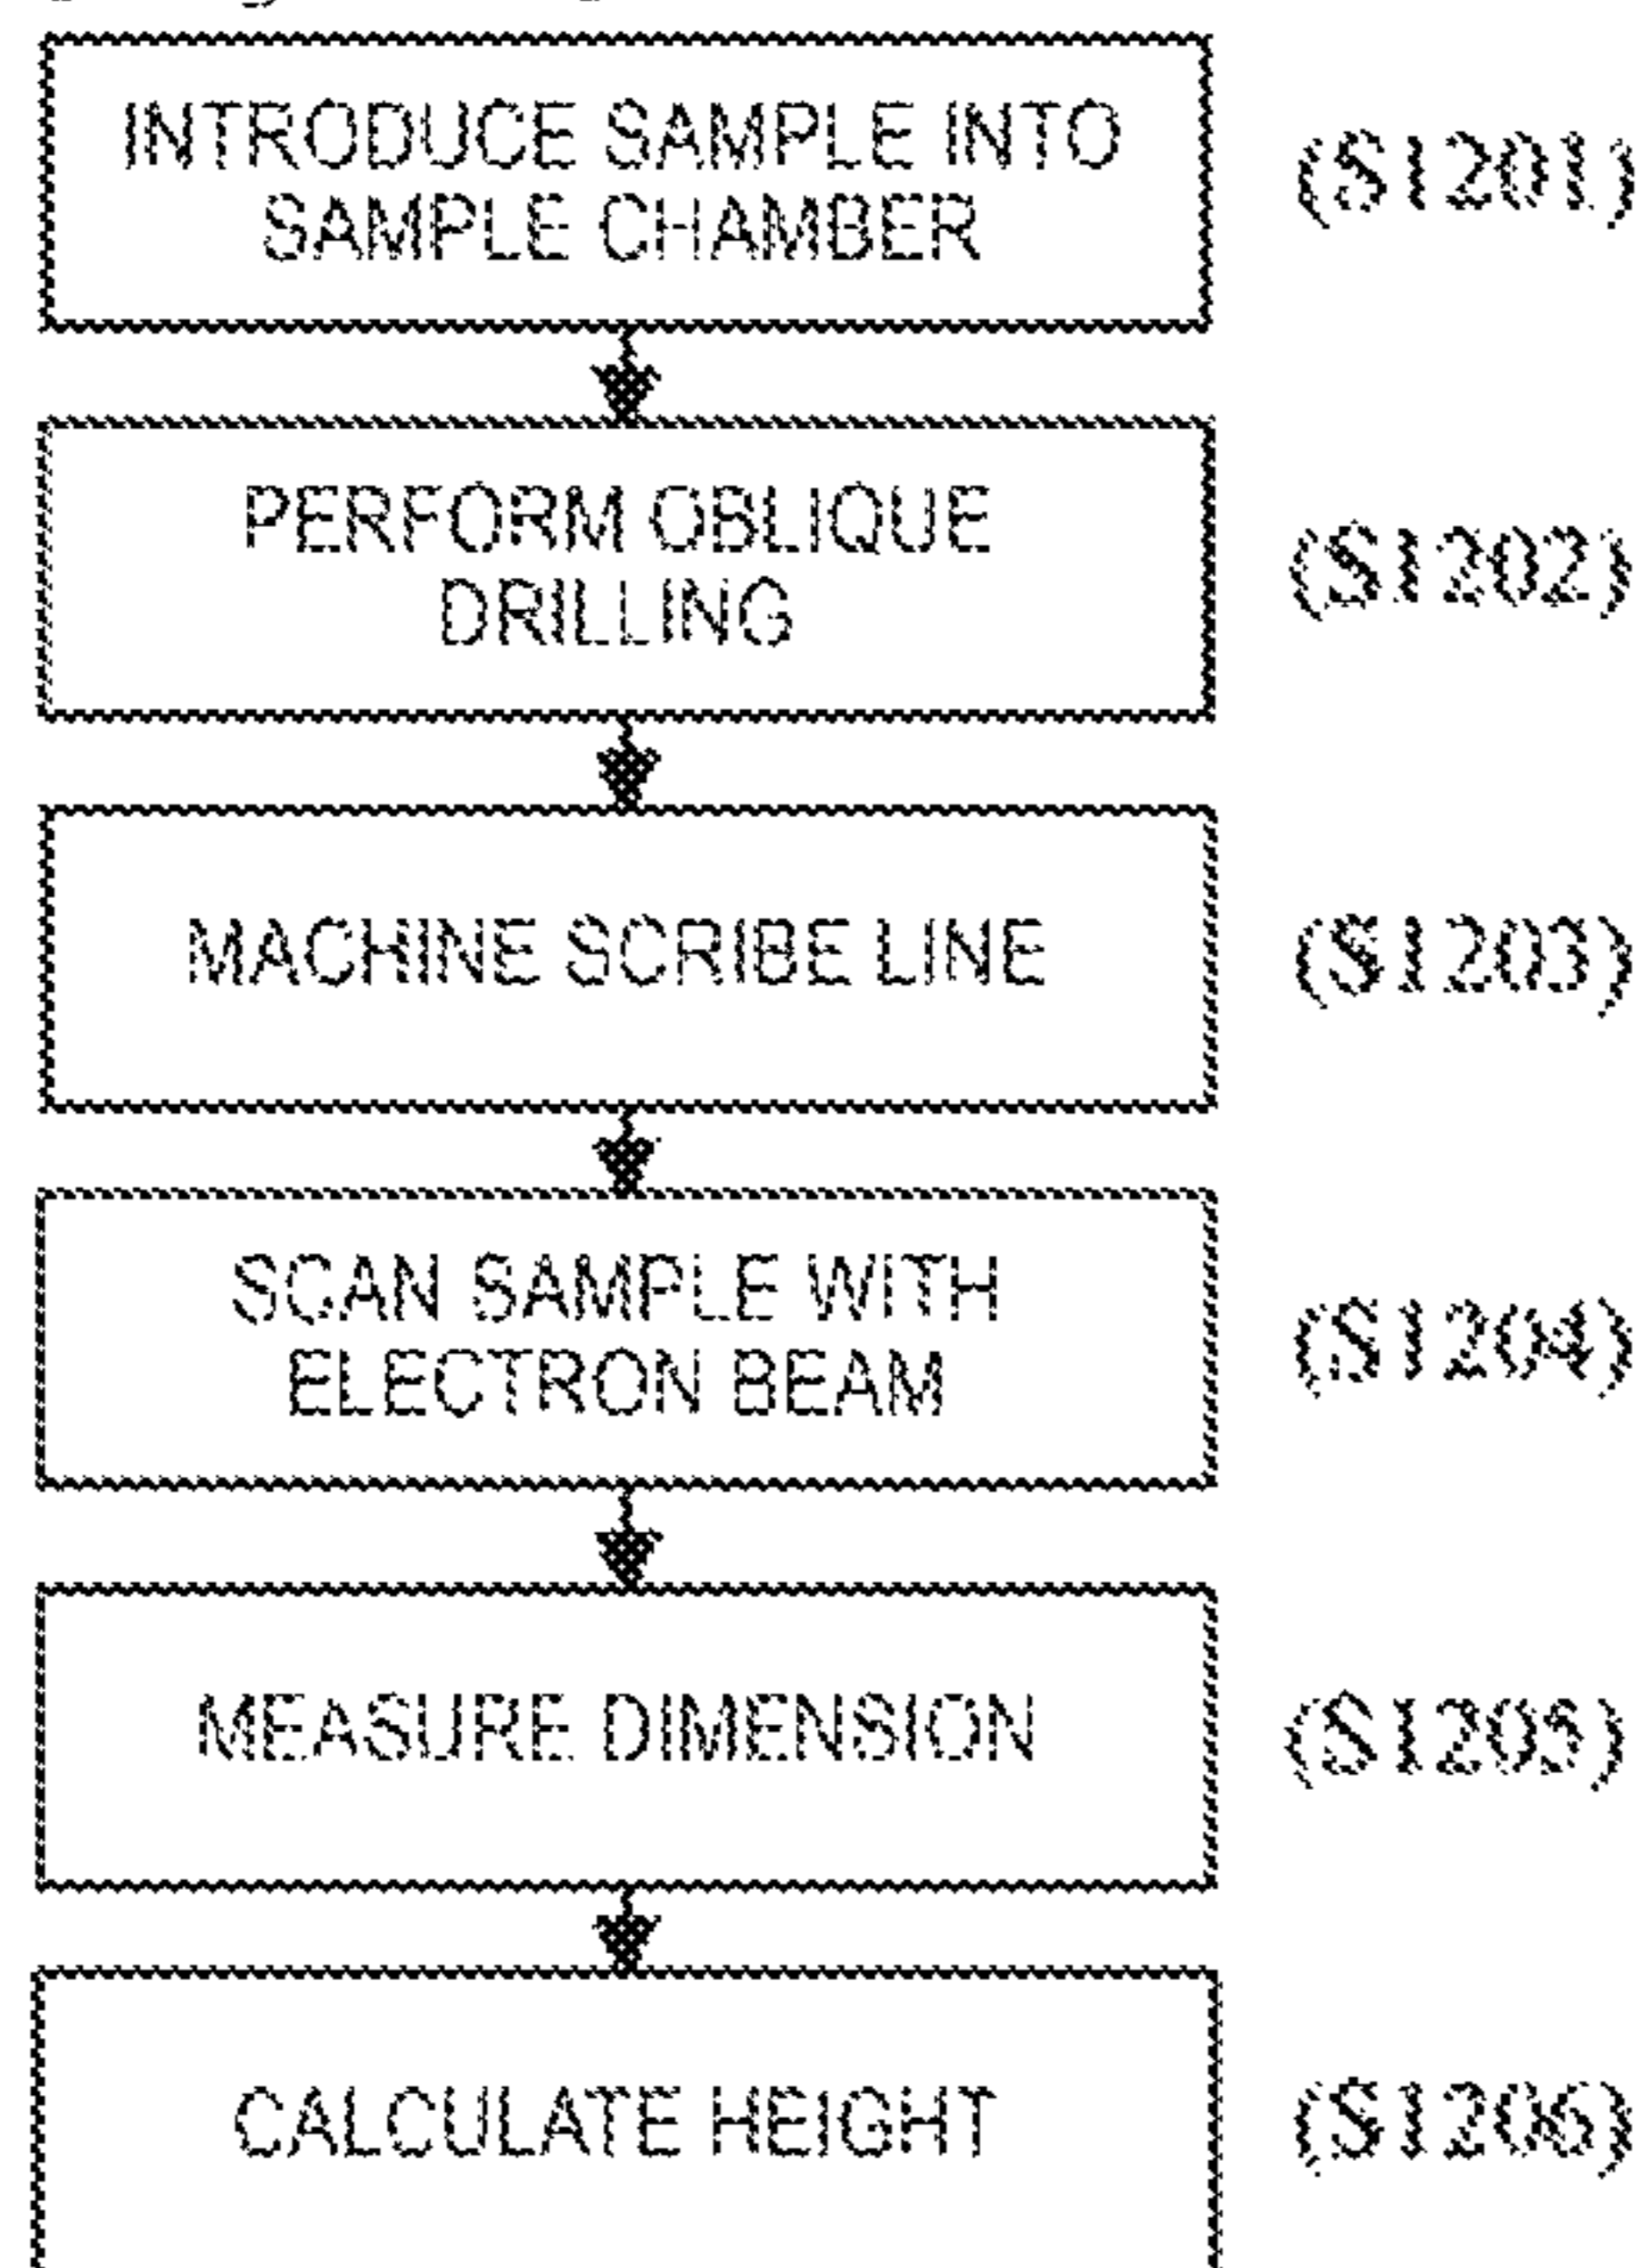 INTRODUCE SAMPLE INTO
SAMPLE CHAMBER
(S1201)
PERFORM OBLIQUE
DRILLING
(S1202)
MACHINE SCRIBE LINE
(S1203)
SCAN SAMPLE WITH
ELECTRON BEAM
(S1204)
MEASURE DIMENSION
(S1205)
CALCULATE HEIGHT
(S1206)